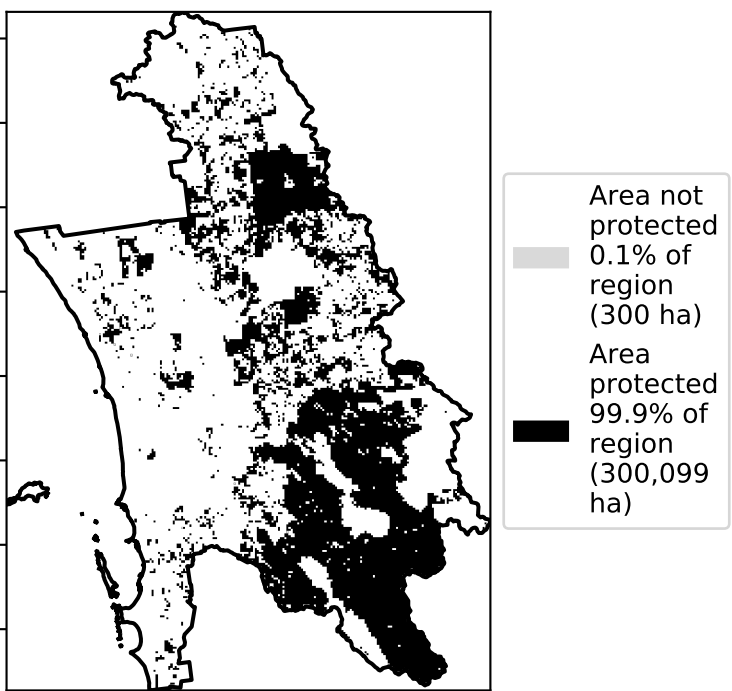 Area not
protected
0.1% of
region
(300 ha)
Area
protected
99.9% of
region
(300,099
ha)